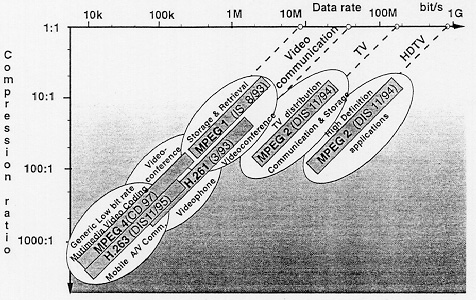 Data rate bit/s
10k 100k 1M 10M 100M 1G
1:1
10:1
100:1
1000:1
Compression ratio
Video communication
TV
HDTV
Storage & Retrieval
MPEG 1 (IS: 8/93)
Video-conference
H.261 (3/93)
Videoconference
Videophone
TV distribution
MPEG 2 (DIS:11/94)
Communication & Storage
High Definition
MPEG 2 (DIS:11/94)
applications
Generic Low bit rate
Mutimedia Video Coding
MPEG 4(CD 97)
H.263 (DIS11/95)
Mobile A/V Comm.